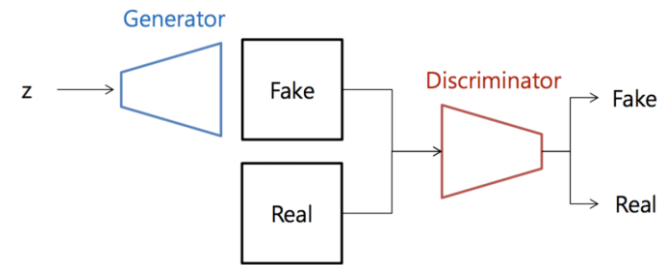 Generator
z
Fake
Discriminator
Fake
Real
Real